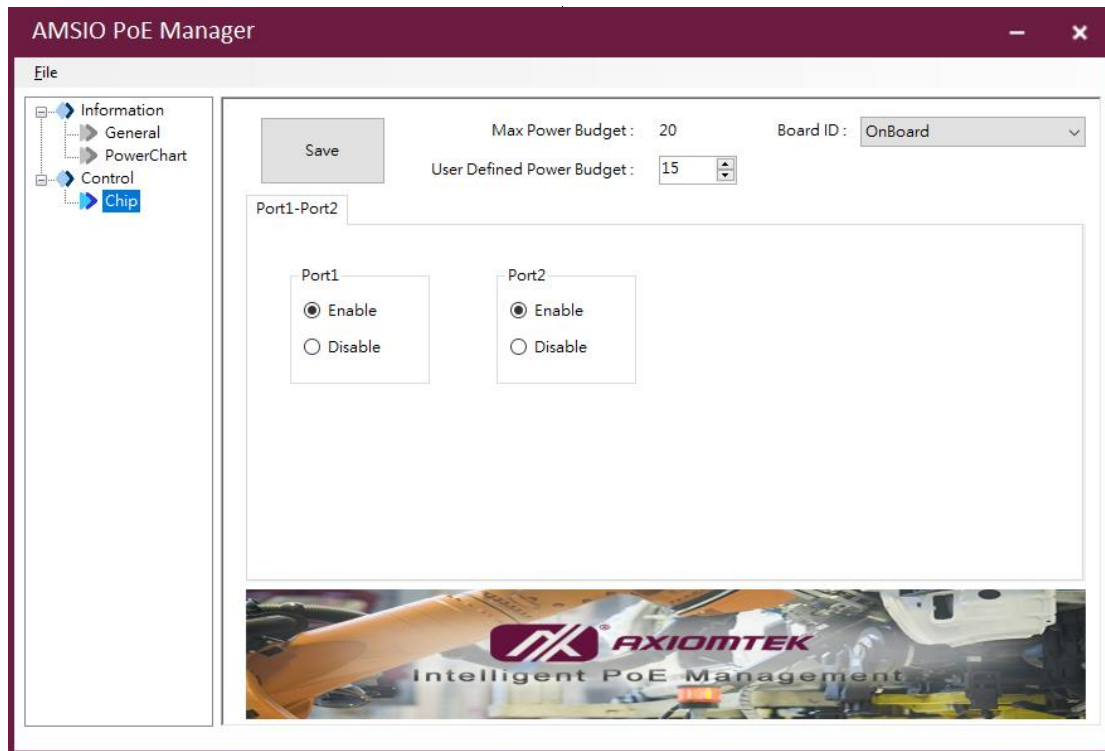 AMSIO PoE Manager
File
Information
General
PowerChart
Control
Chip
Save
Max Power Budget : 20
Board ID : OnBoard
User Defined Power Budget : 15
Port1-Port2
Port1
Enable
Disable
Port2
Enable
Disable
AXIOMTEK
Intelligent PoE Management